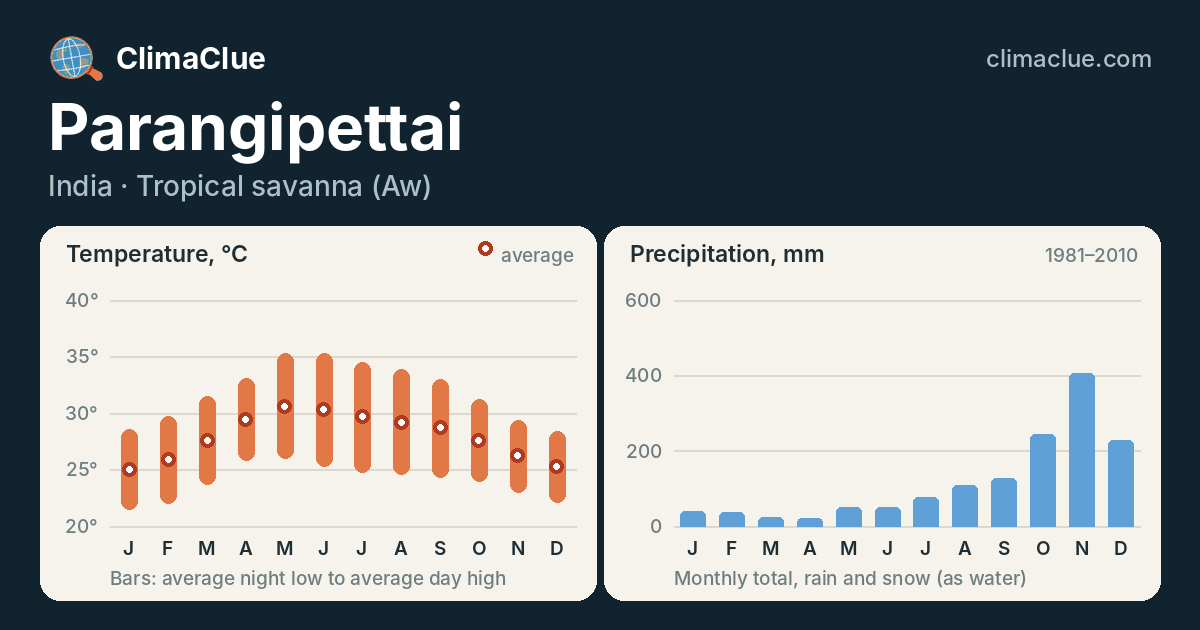 ClimaClue
climaclue.com
Parangipettai
India · Tropical savanna (Aw)
Temperature, °C
average
40°
35°
30°
25°
20°
J F M A M J J A S O N D
Bars: average night low to average day high
Precipitation, mm
1981–2010
600
400
200
0
J F M A M J J A S O N D
Monthly total, rain and snow (as water)